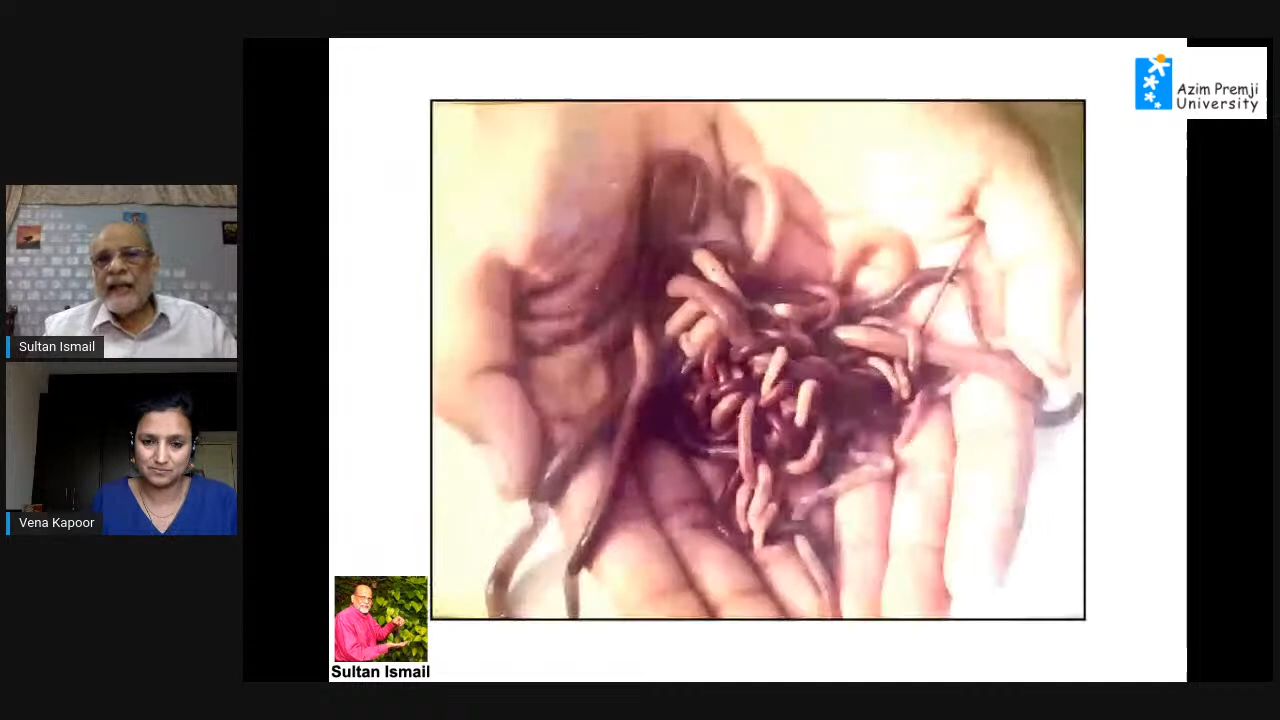 Azim Premji
University
Sultan Ismail
Vena Kapoor
Sultan Ismail